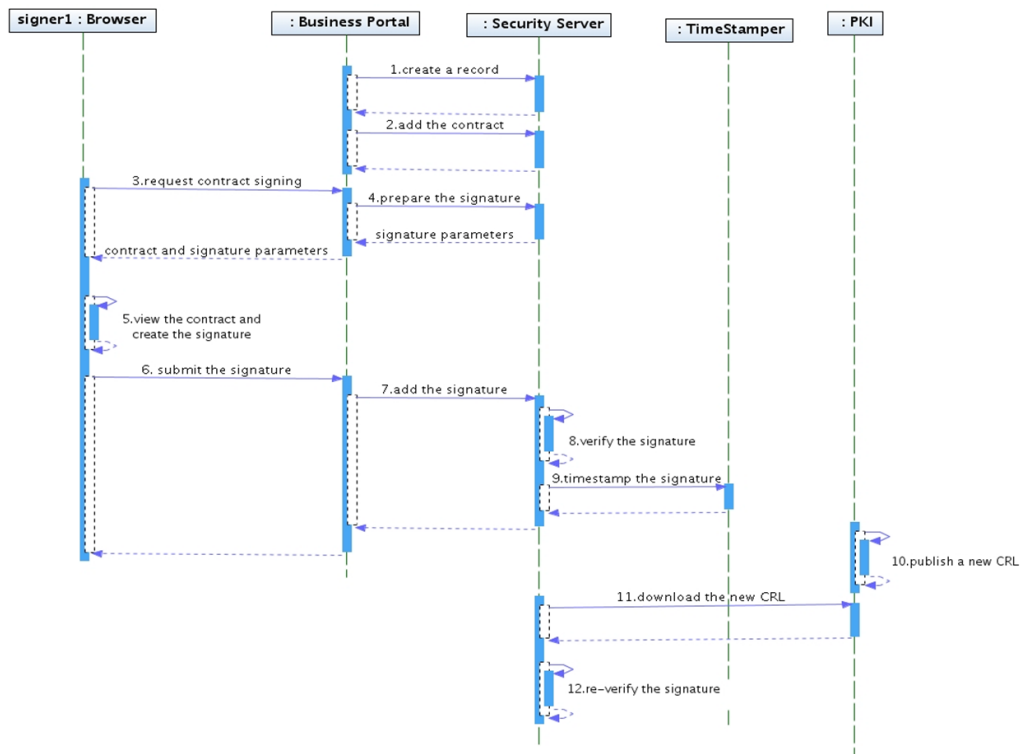 signer1 : Browser
: Business Portal
: Security Server
: TimeStamper
: PKI
1.create a record
2.add the contract
3.request contract signing
4.prepare the signature
signature parameters
contract and signature parameters
5.view the contract and
create the signature
6. submit the signature
7.add the signature
8.verify the signature
9.timestamp the signature
10.publish a new CRL
11.download the new CRL
12.re-verify the signature